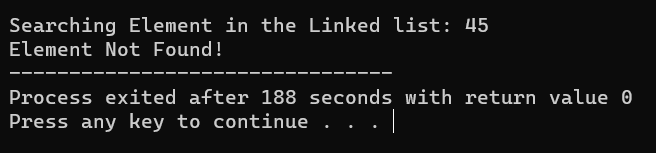 Searching Element in the Linked list: 45
Element Not Found!
--------------------------------
Process exited after 188 seconds with return value 0
Press any key to continue . . .